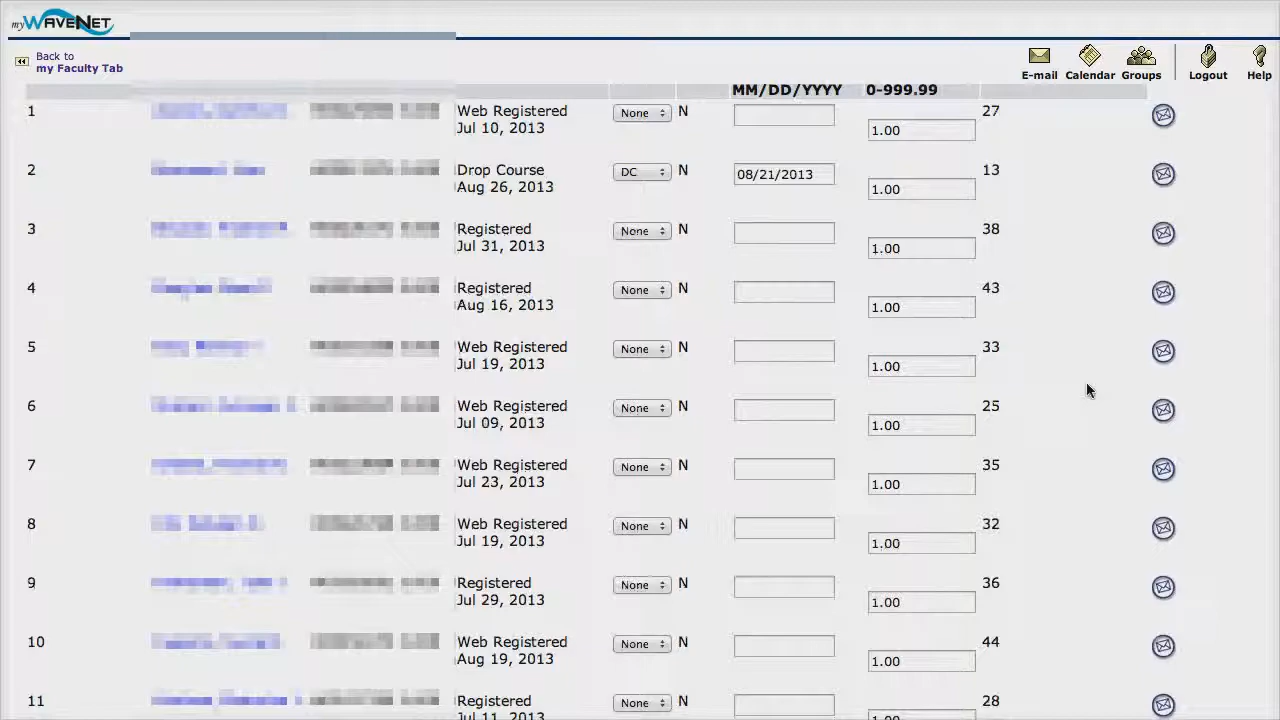 myWAVENET
Back to
my Faculty Tab
E-mail Calendar Groups Logout Help
MM/DD/YYYY 0-999.99
1 Web Registered None N 27
Jul 10, 2013 1.00
2 Drop Course DC N 08/21/2013 13
Aug 26, 2013 1.00
3 Registered None N 38
Jul 31, 2013 1.00
4 Registered None N 43
Aug 16, 2013 1.00
5 Web Registered None N 33
Jul 19, 2013 1.00
6 Web Registered None N 25
Jul 09, 2013 1.00
7 Web Registered None N 35
Jul 23, 2013 1.00
8 Web Registered None N 32
Jul 19, 2013 1.00
9 Registered None N 36
Jul 29, 2013 1.00
10 Web Registered None N 44
Aug 19, 2013 1.00
11 Registered None N 28
Jul 11, 2013 1.00